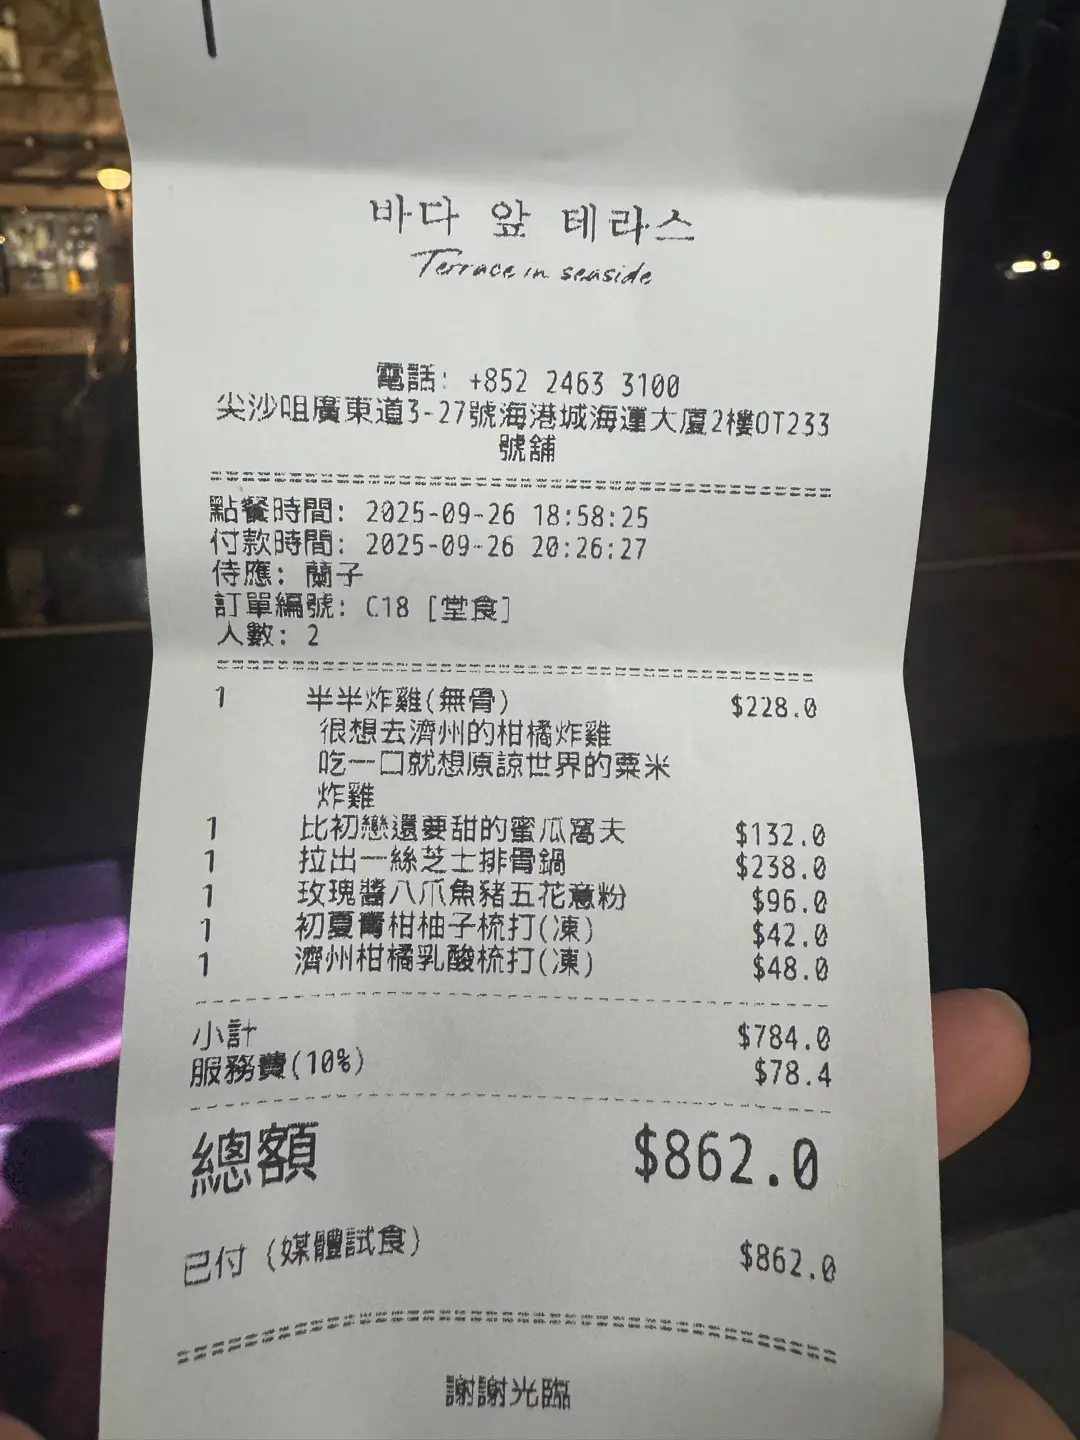 바다 앞 테라스
Terrace in seaside
電話: +852 2463 3100
尖沙咀廣東道3-27號海港城海運大廈2樓OT233
號舖
點餐時間: 2025-09-26 18:58:25
付款時間: 2025-09-26 20:26:27
侍應: 蘭子
訂單編號: C18 [堂食]
人數: 2
1 半半炸雞(無骨) $228.0
很想去濟州的柑橘炸雞
吃一口就想原諒世界的粟米
炸雞
1 比初戀還要甜的蜜瓜窩夫 $132.0
1 拉出一絲芝士排骨鍋 $238.0
1 玫瑰醬八爪魚豬五花意粉 $96.0
1 初夏青柑柚子梳打(凍) $42.0
1 濟州柑橘乳酸梳打(凍) $48.0
小計 $784.0
服務費(10%) $78.4
總額 $862.0
已付 (媒體試食) $862.0
謝謝光臨